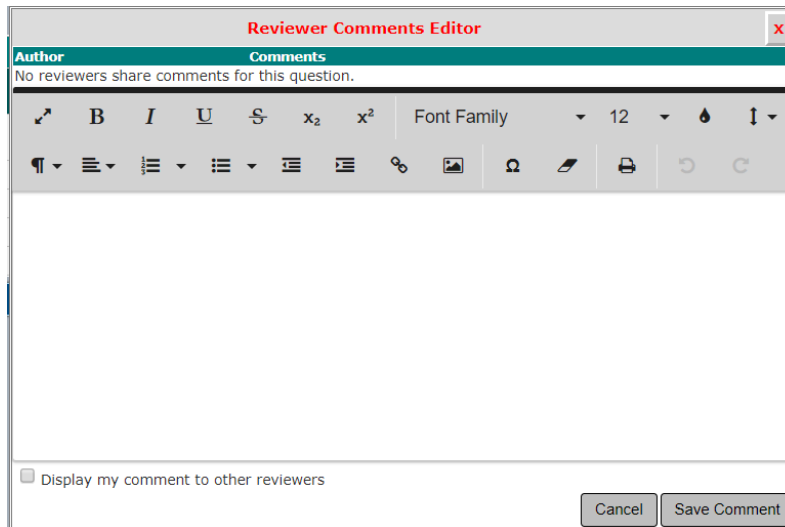 Reviewer Comments Editor X
Author Comments
No reviewers share comments for this question.
B I U S x₂ x² Font Family 12
¶ Ω
Display my comment to other reviewers
Cancel Save Comment